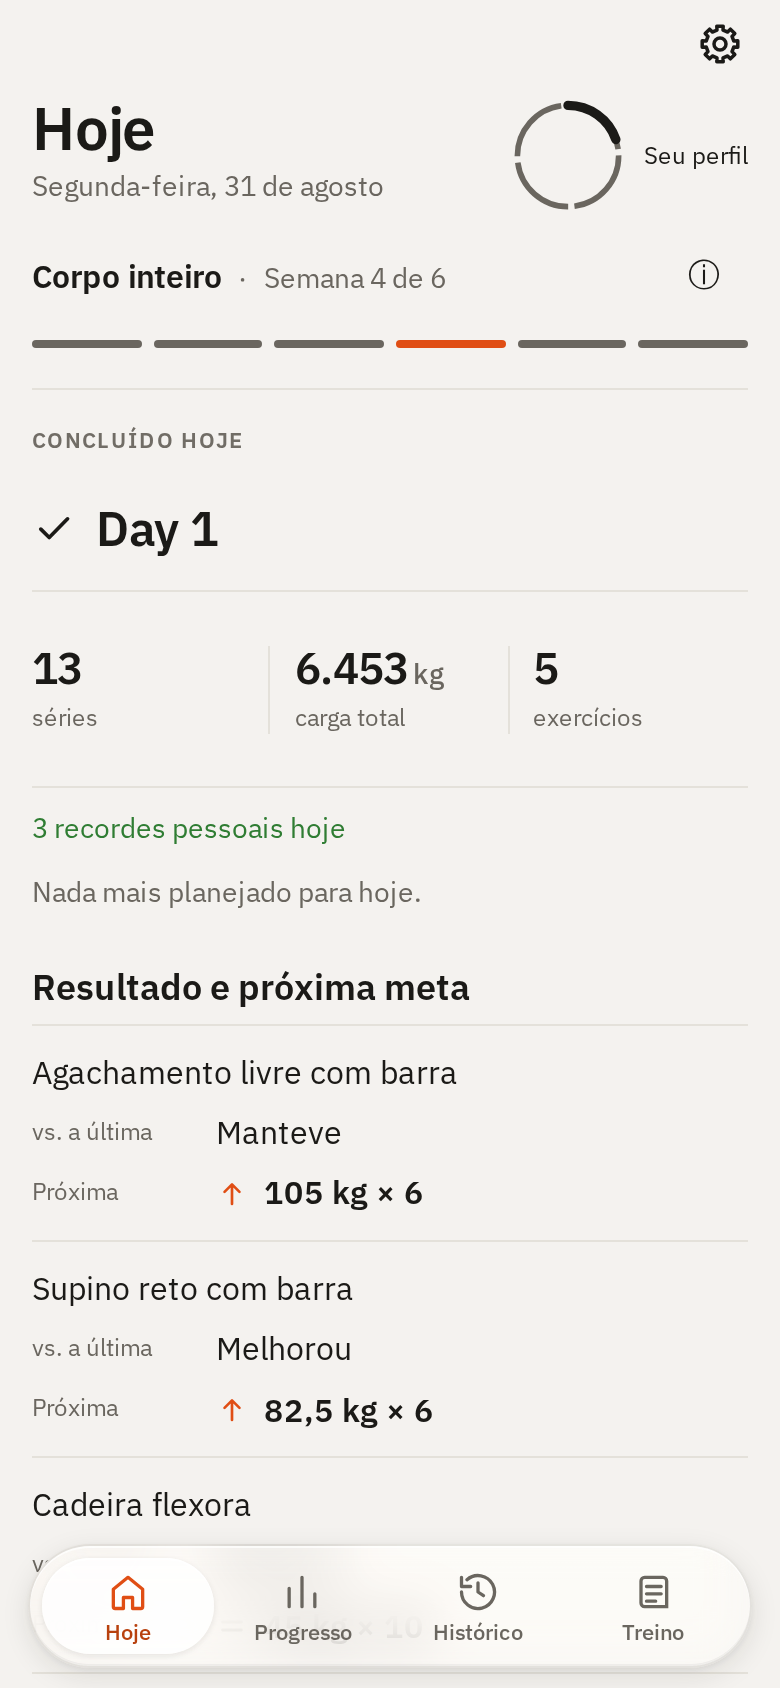 Hoje
Segunda-feira, 31 de agosto
Seu perfil
Corpo inteiro · Semana 4 de 6
CONCLUÍDO HOJE
Day 1
13
séries
6.453 kg
carga total
5
exercícios
3 recordes pessoais hoje
Nada mais planejado para hoje.
Resultado e próxima meta
Agachamento livre com barra
vs. a última Manteve
Próxima ↑ 105 kg × 6
Supino reto com barra
vs. a última Melhorou
Próxima ↑ 82,5 kg × 6
Cadeira flexora
Hoje
Progresso
Histórico
Treino